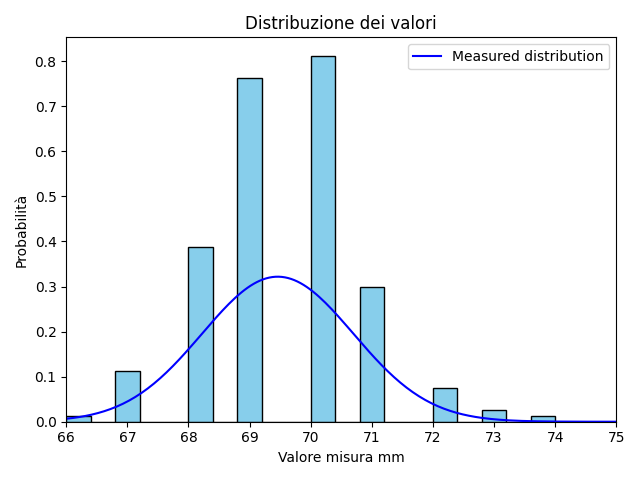 Distribuzione dei valori
Measured distribution
Probabilità
0.8
0.7
0.6
0.5
0.4
0.3
0.2
0.1
0.0
66 67 68 69 70 71 72 73 74 75
Valore misura mm